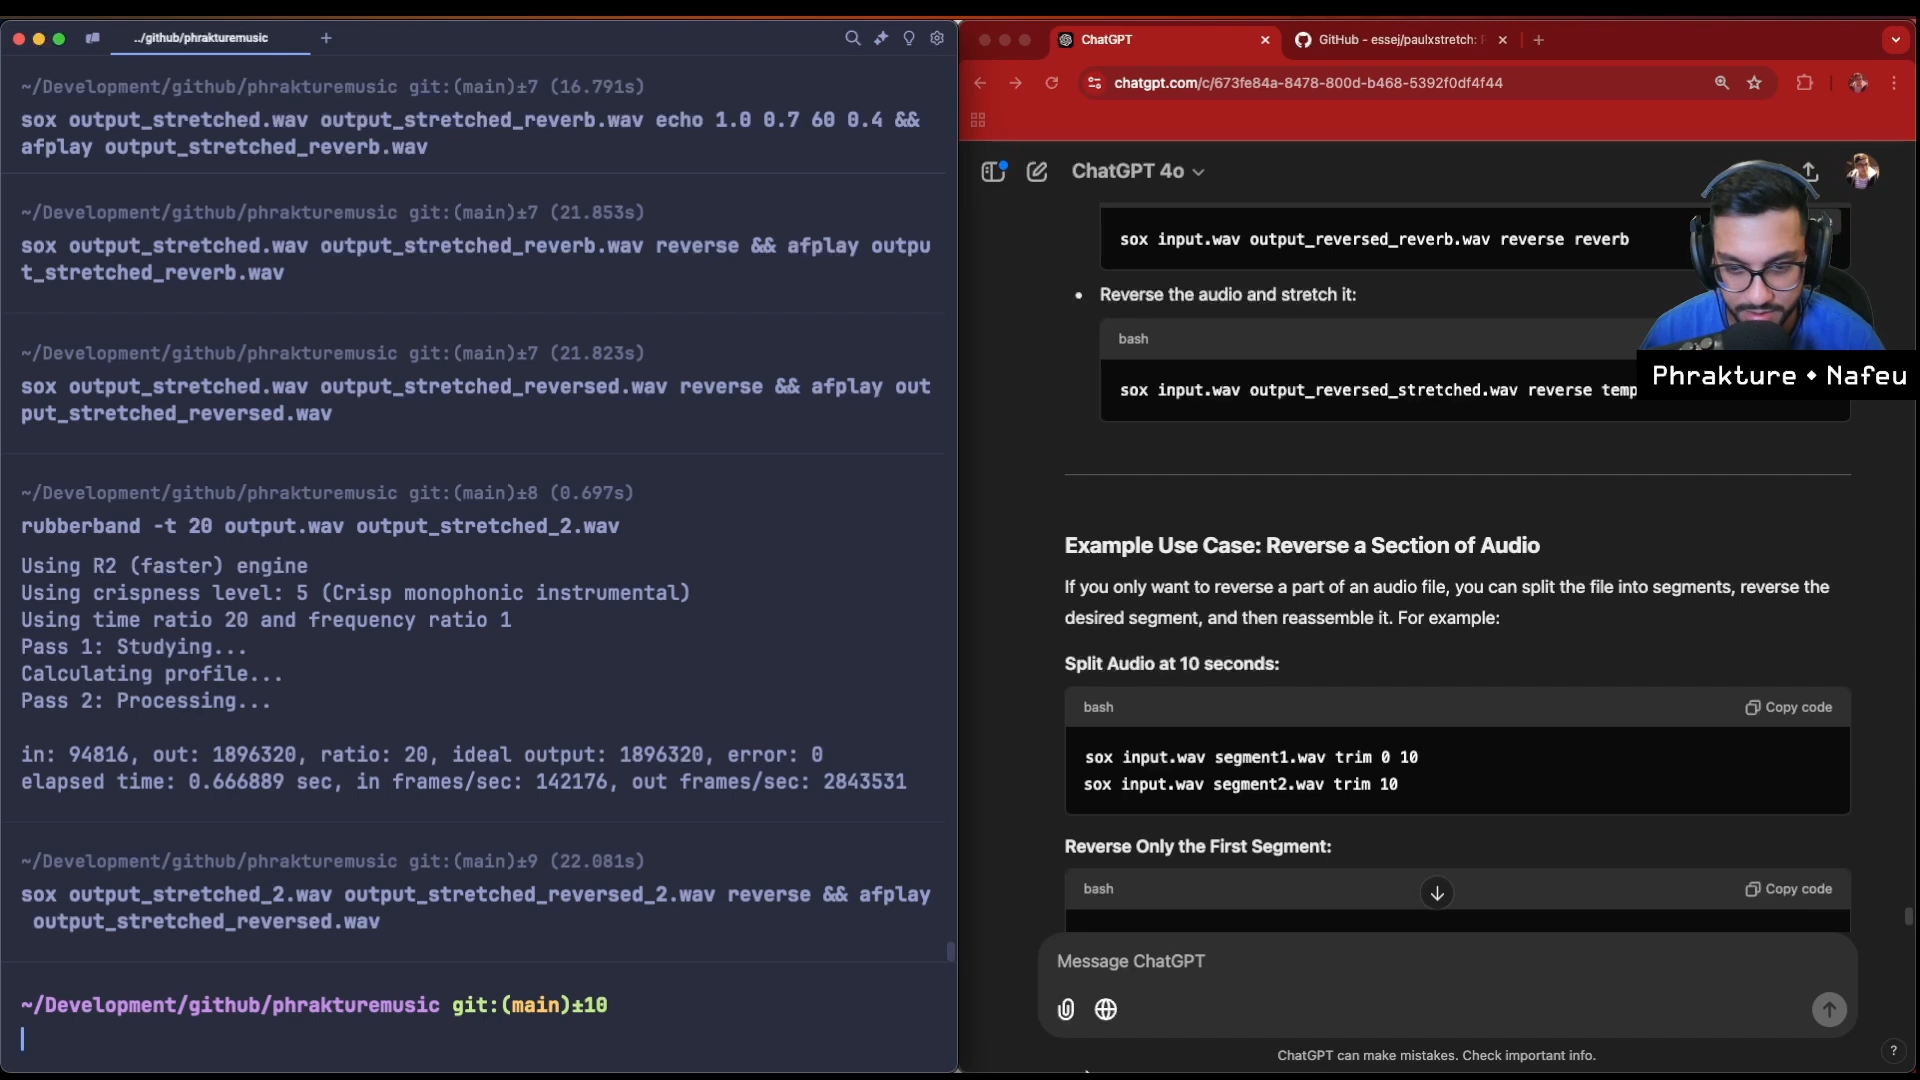 ../github/phrakturemusic
~/Development/github/phrakturemusic git:(main)±7 (16.791s)
sox output_stretched.wav output_stretched_reverb.wav echo 1.0 0.7 60 0.4 &&
afplay output_stretched_reverb.wav
~/Development/github/phrakturemusic git:(main)±7 (21.853s)
sox output_stretched.wav output_stretched_reverb.wav reverse && afplay outpu
t_stretched_reverb.wav
~/Development/github/phrakturemusic git:(main)±7 (21.823s)
sox output_stretched.wav output_stretched_reversed.wav reverse && afplay out
put_stretched_reversed.wav
~/Development/github/phrakturemusic git:(main)±8 (0.697s)
rubberband -t 20 output.wav output_stretched_2.wav
Using R2 (faster) engine
Using crispness level: 5 (Crisp monophonic instrumental)
Using time ratio 20 and frequency ratio 1
Pass 1: Studying...
Calculating profile...
Pass 2: Processing...
in: 94816, out: 1896320, ratio: 20, ideal output: 1896320, error: 0
elapsed time: 0.666889 sec, in frames/sec: 142176, out frames/sec: 2843531
~/Development/github/phrakturemusic git:(main)±9 (22.081s)
sox output_stretched_2.wav output_stretched_reversed_2.wav reverse && afplay
output_stretched_reversed.wav
~/Development/github/phrakturemusic git:(main)±10
ChatGPT
GitHub - essej/paulxstretch:
chatgpt.com/c/673fe84a-8478-800d-b468-5392f0df4f44
ChatGPT 4o
sox input.wav output_reversed_reverb.wav reverse reverb
• Reverse the audio and stretch it:
bash
sox input.wav output_reversed_stretched.wav reverse temp
Phrakture • Nafeu
Example Use Case: Reverse a Section of Audio
If you only want to reverse a part of an audio file, you can split the file into segments, reverse the
desired segment, and then reassemble it. For example:
Split Audio at 10 seconds:
bash
Copy code
sox input.wav segment1.wav trim 0 10
sox input.wav segment2.wav trim 10
Reverse Only the First Segment:
bash
Copy code
Message ChatGPT
ChatGPT can make mistakes. Check important info.
?